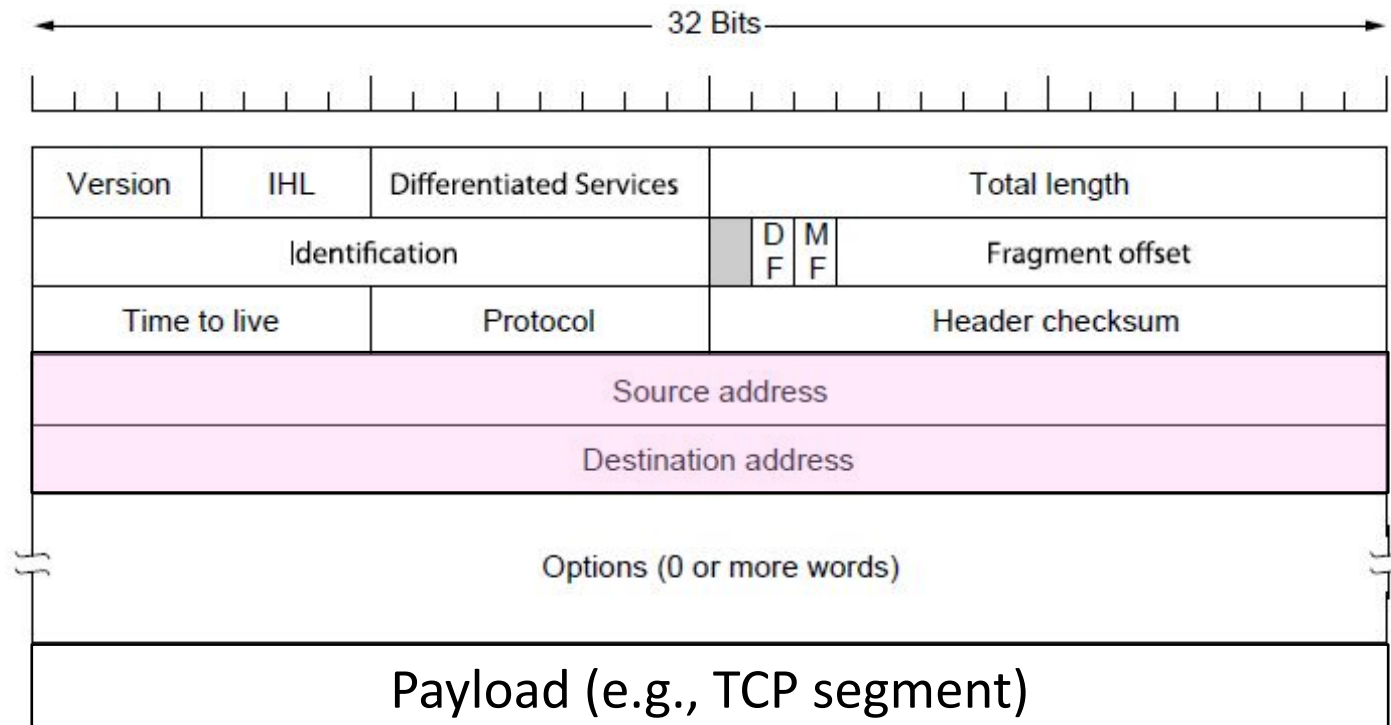 32 Bits
Version IHL Differentiated Services Total length
Identification D F M F Fragment offset
Time to live Protocol Header checksum
Source address
Destination address
Options (0 or more words)
Payload (e.g., TCP segment)